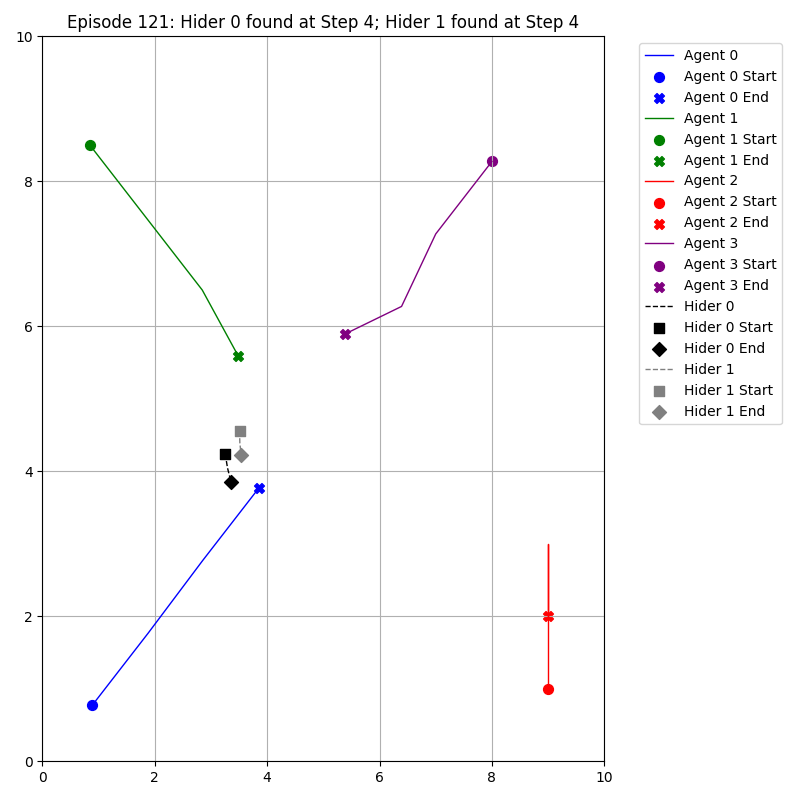 Episode 121: Hider 0 found at Step 4; Hider 1 found at Step 4
10
8
6
4
2
0
0 2 4 6 8 10
Agent 0
Agent 0 Start
Agent 0 End
Agent 1
Agent 1 Start
Agent 1 End
Agent 2
Agent 2 Start
Agent 2 End
Agent 3
Agent 3 Start
Agent 3 End
Hider 0
Hider 0 Start
Hider 0 End
Hider 1
Hider 1 Start
Hider 1 End